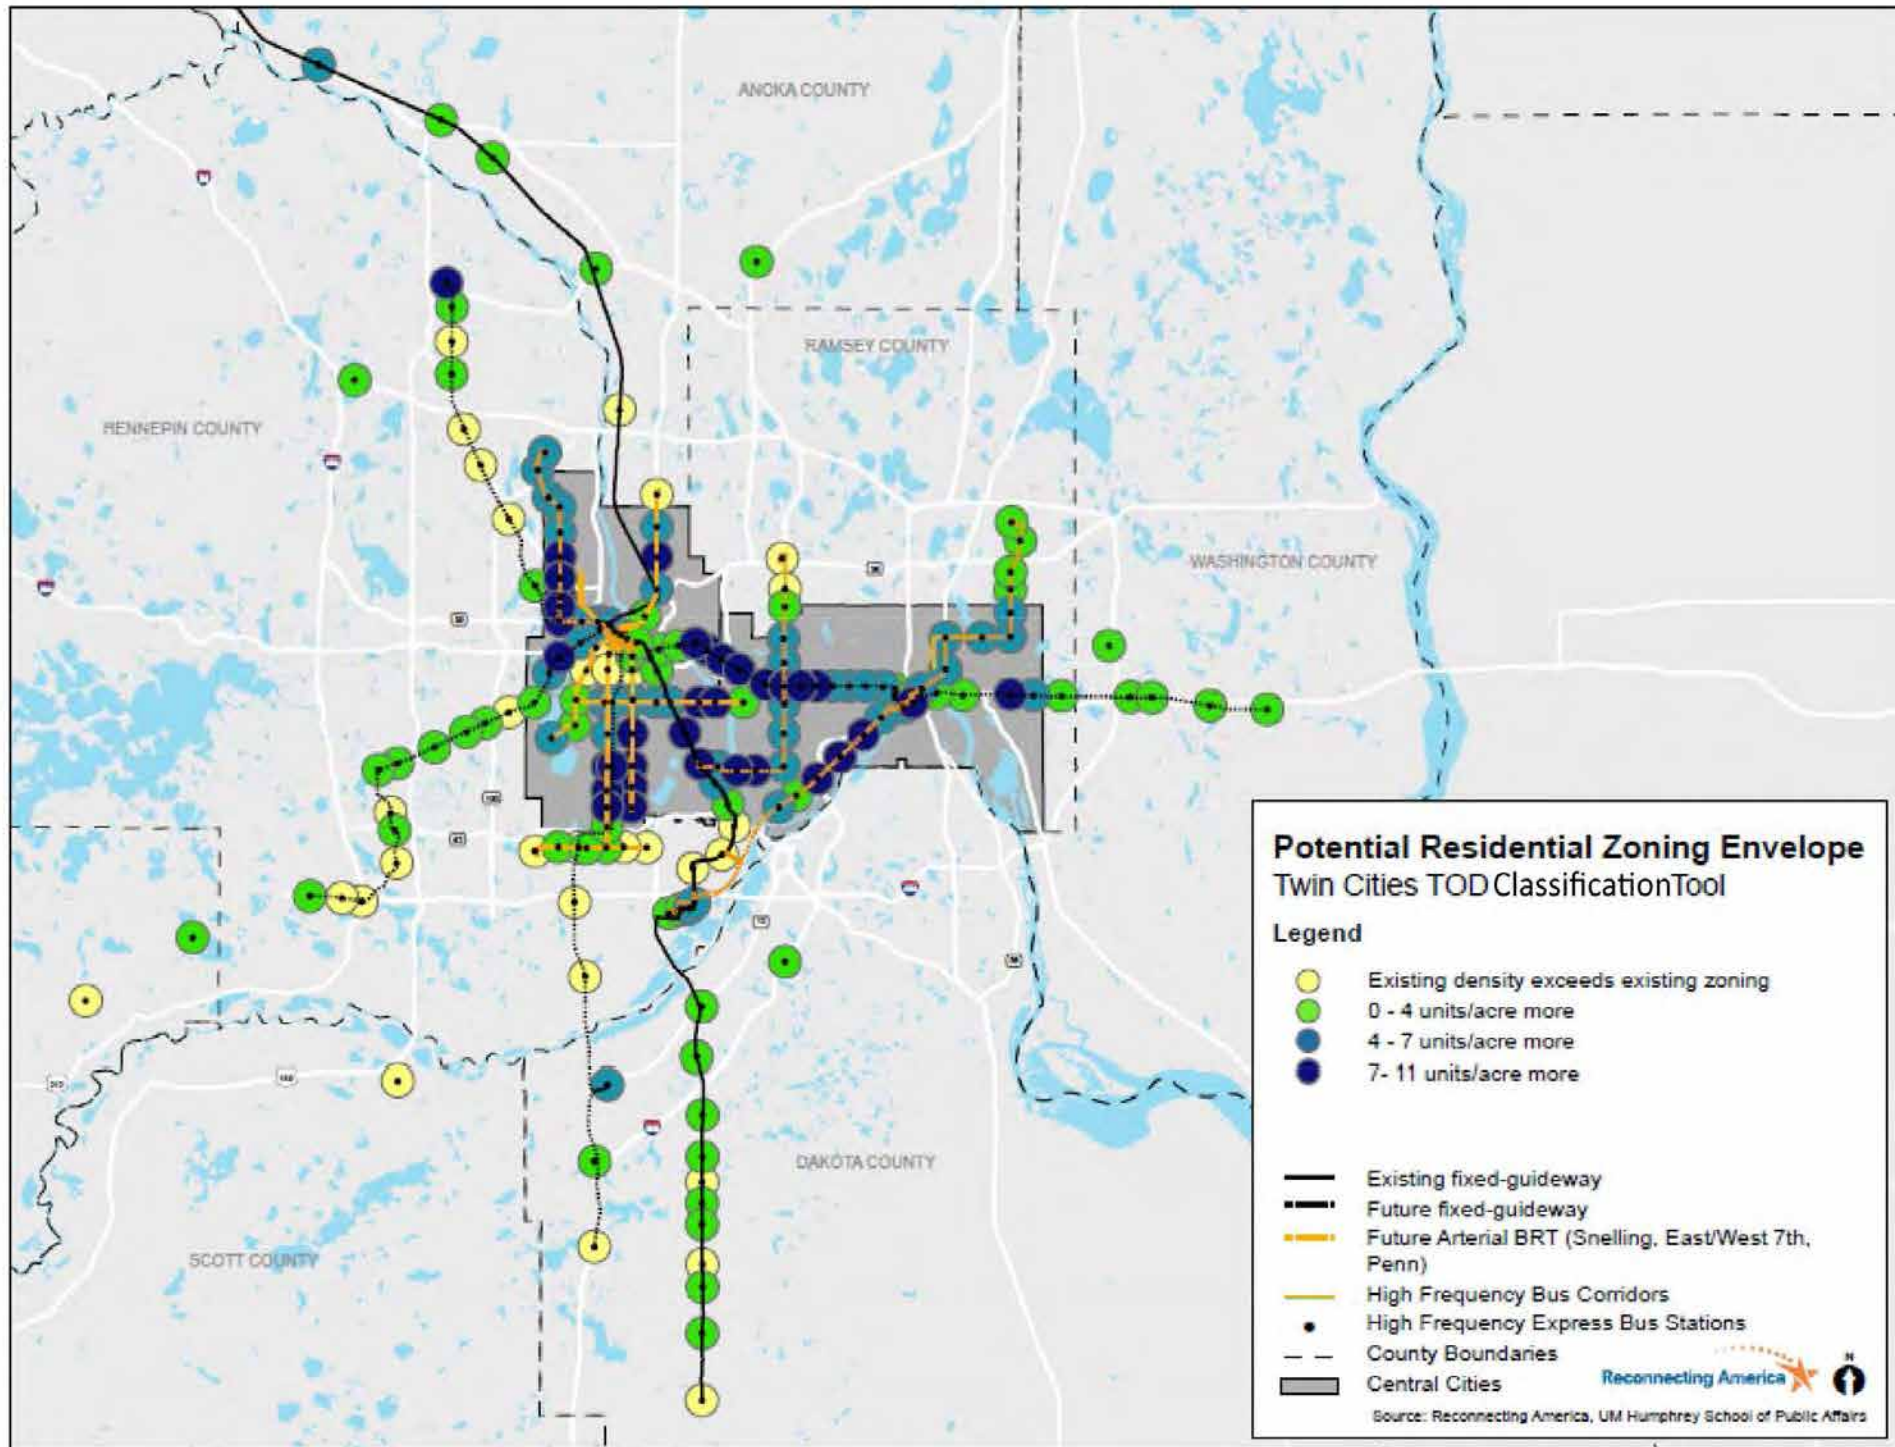 ANOKA COUNTY
RAMSEY COUNTY
HENNEPIN COUNTY
WASHINGTON COUNTY
36
62
DAKOTA COUNTY
SCOTT COUNTY
Potential Residential Zoning Envelope
Twin Cities TOD Classification Tool
Legend
Existing density exceeds existing zoning
0 - 4 units/acre more
4 - 7 units/acre more
7- 11 units/acre more
Existing fixed-guideway
Future fixed-guideway
Future Arterial BRT (Snelling, East/West 7th,
Penn)
High Frequency Bus Corridors
High Frequency Express Bus Stations
County Boundaries
Central Cities
Reconnecting America
N
Source: Reconnecting America, UM Humphrey School of Public Affairs